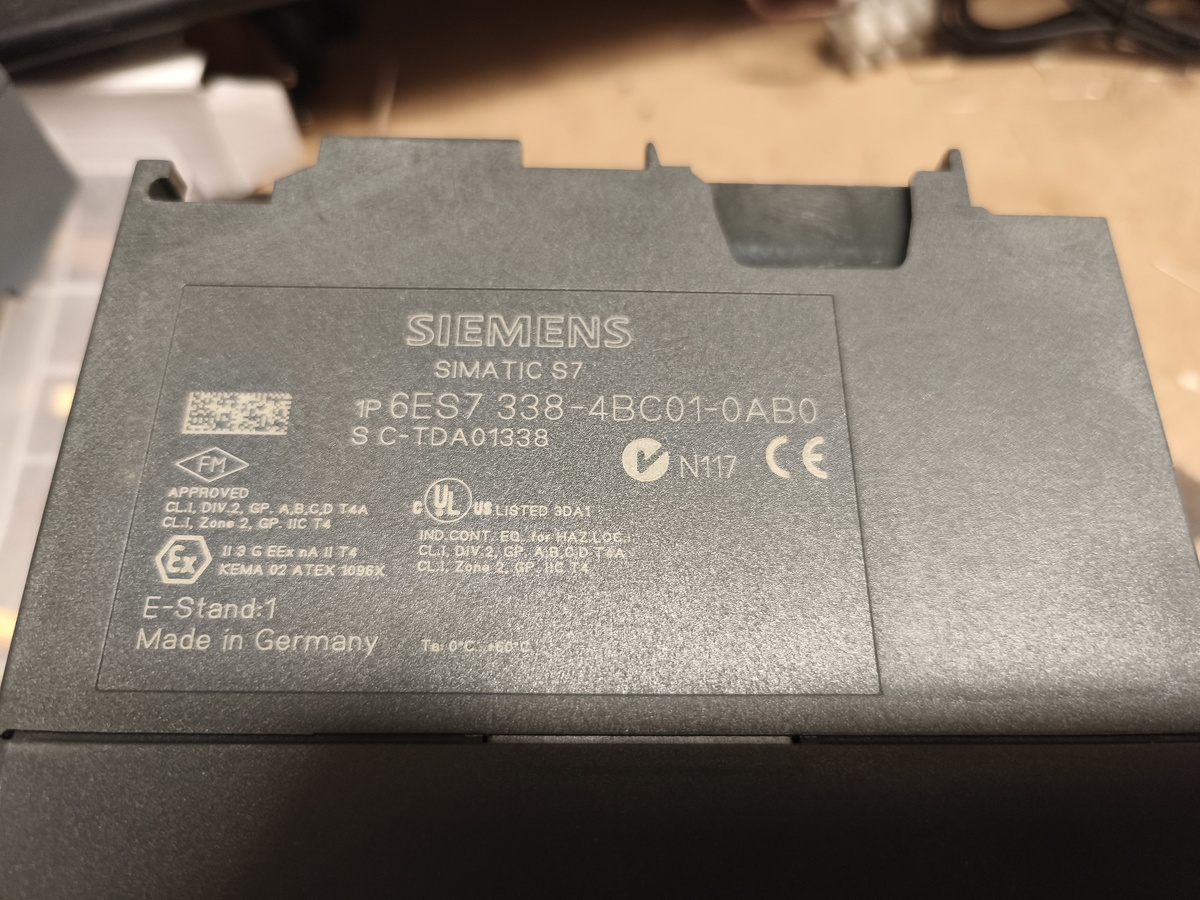 SIEMENS
SIMATIC S7
1P 6ES7 338-4BC01-0AB0
S C-TDA01338
N117 CE
FM
APPROVED
CL.I, DIV.2, GP. A,B,C,D T4A
CL.I, Zone 2, GP. IIC T4
C UL US LISTED 3DA1
IND.CONT. EQ. for HAZ.LOC.:
CL.I, DIV.2, GP. A,B,C,D T4A
CL.I, Zone 2, GP. IIC T4
Ex II 3 G EEx nA II T4
KEMA 02 ATEX 1096X
E-Stand:1
Made in Germany
Ta: 0°C...+60°C